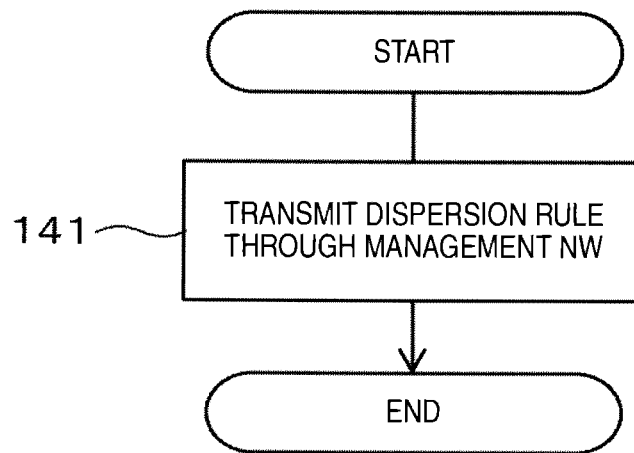 START
141
TRANSMIT DISPERSION RULE
THROUGH MANAGEMENT NW
END